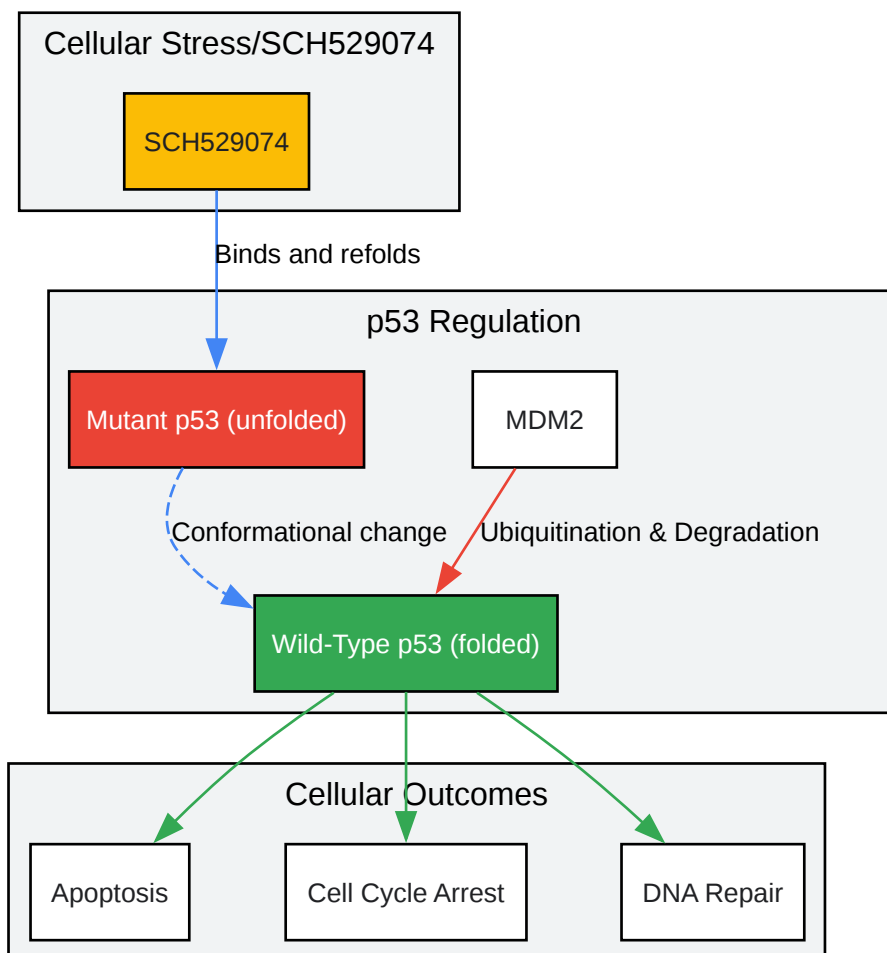 Cellular Stress/SCH529074
SCH529074
Binds and refolds
p53 Regulation
Mutant p53 (unfolded)
MDM2
Conformational change
Ubiquitination & Degradation
Wild-Type p53 (folded)
Cellular Outcomes
Apoptosis
Cell Cycle Arrest
DNA Repair